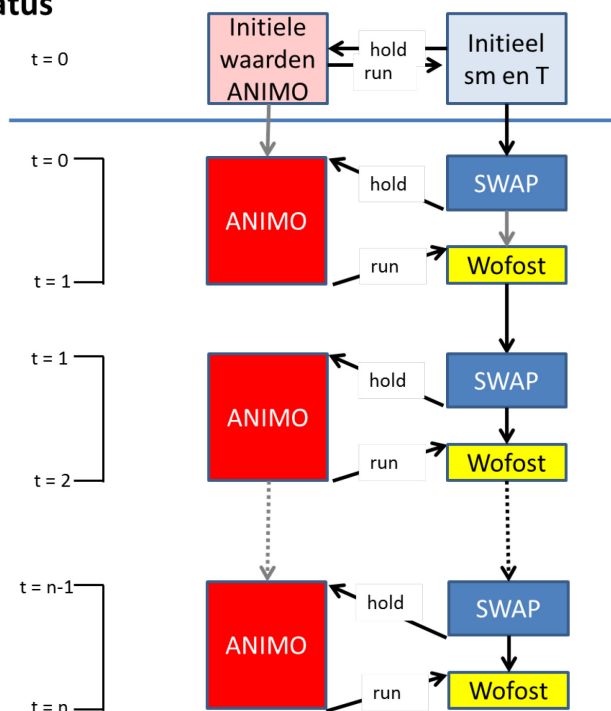 t = 0
Initiele
waarden
ANIMO
hold
run
Initieel
sm en T
t = 0
ANIMO
hold
SWAP
run
Wofost
t = 1
t = 1
ANIMO
hold
SWAP
run
Wofost
t = 2
t = n-1
hold
SWAP
ANIMO
run
Wofost
t = n